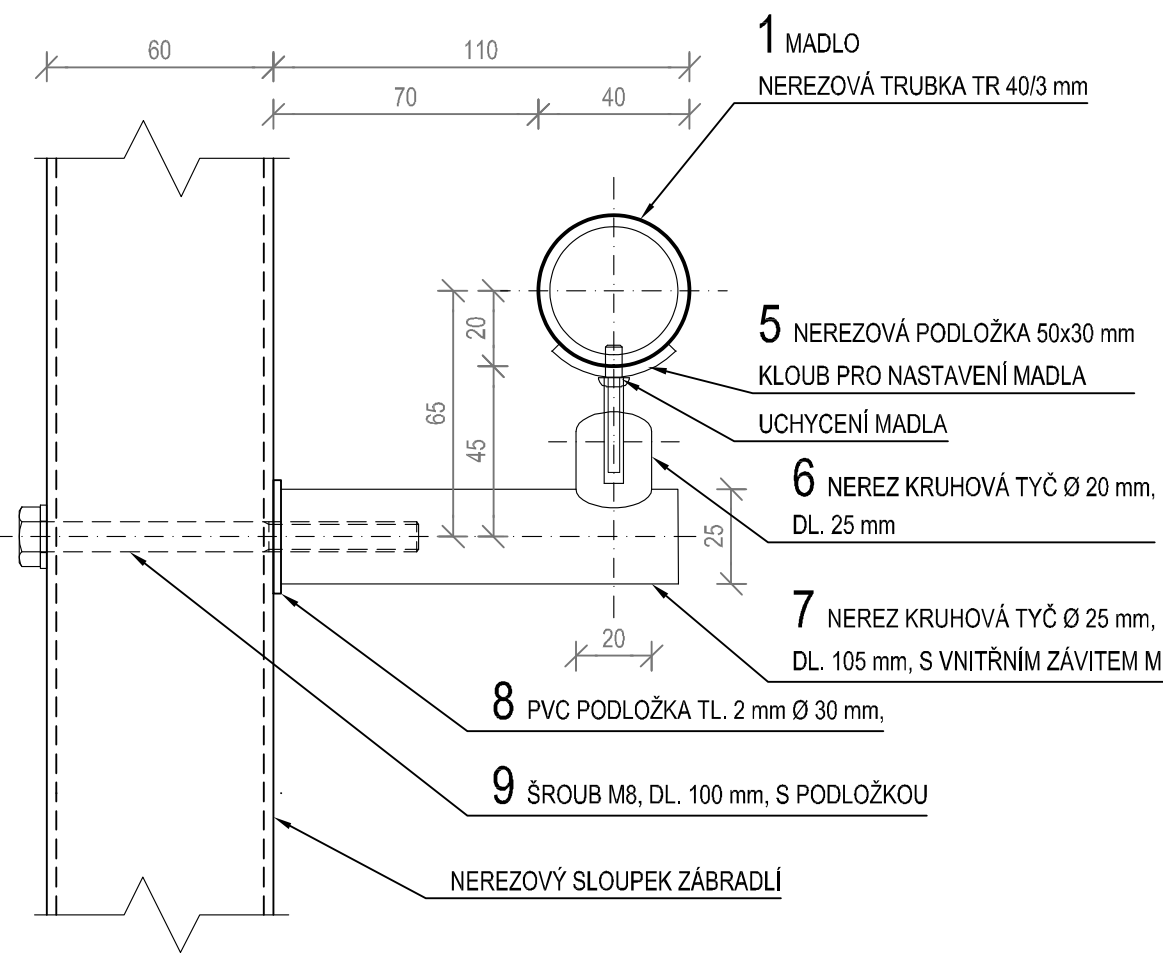 60
110
70
40
1 MADLO
NEREZOVÁ TRUBKA TR 40/3 mm
20
65
45
5 NEREZOVÁ PODLOŽKA 50x30 mm
KLOUB PRO NASTAVENÍ MADLA
UCHYCENÍ MADLA
6 NEREZ KRUHOVÁ TYČ Ø 20 mm,
DL. 25 mm
25
7 NEREZ KRUHOVÁ TYČ Ø 25 mm,
DL. 105 mm, S VNITŘNÍM ZÁVITEM M
20
8 PVC PODLOŽKA TL. 2 mm Ø 30 mm,
9 ŠROUB M8, DL. 100 mm, S PODLOŽKOU
NEREZOVÝ SLOUPEK ZÁBRADLÍ